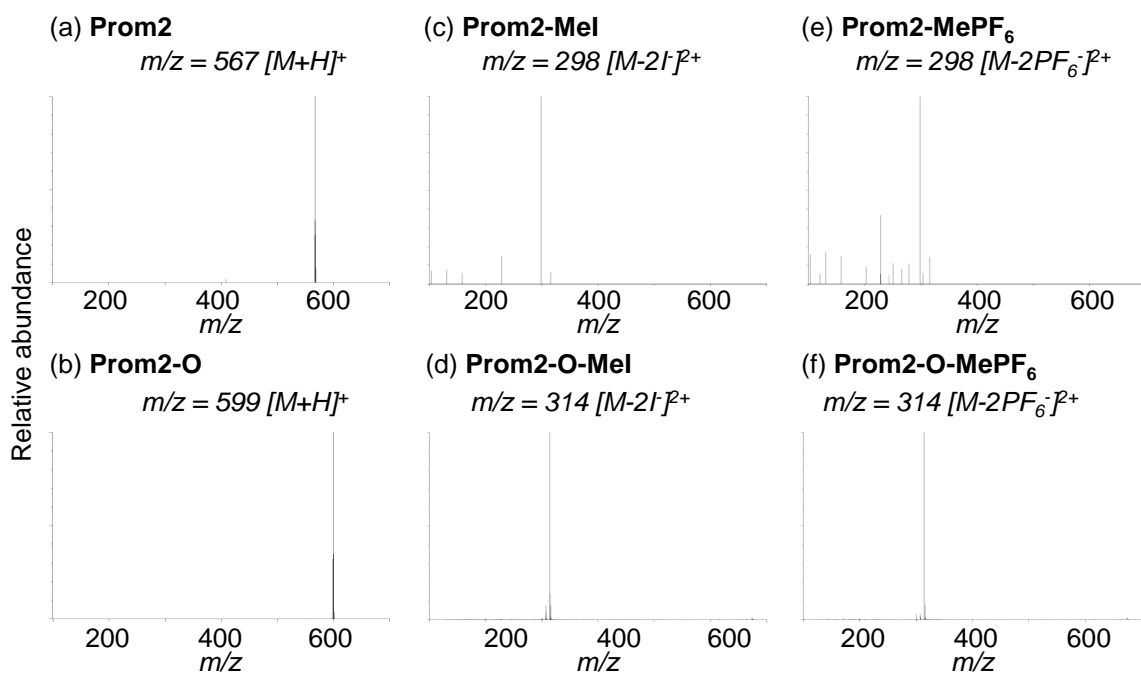 (a) Prom2
m/z = 567 [M+H]⁺
200 400 600
m/z
(c) Prom2-MeI
m/z = 298 [M-2I⁻]²⁺
200 400 600
m/z
(e) Prom2-MePF₆
m/z = 298 [M-2PF₆⁻]²⁺
200 400 600
m/z
Relative abundance
(b) Prom2-O
m/z = 599 [M+H]⁺
200 400 600
m/z
(d) Prom2-O-MeI
m/z = 314 [M-2I⁻]²⁺
200 400 600
m/z
(f) Prom2-O-MePF₆
m/z = 314 [M-2PF₆⁻]²⁺
200 400 600
m/z